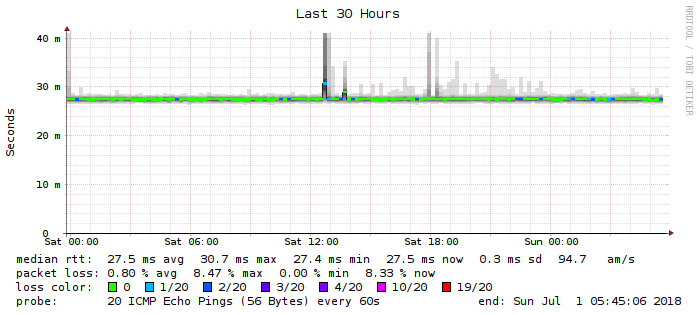 Last 30 Hours
RRDTOOL / TOBI OETIKER
Seconds
40 m
30 m
20 m
10 m
0
Sat 00:00 Sat 06:00 Sat 12:00 Sat 18:00 Sun 00:00
median rtt: 27.5 ms avg 30.7 ms max 27.4 ms min 27.5 ms now 0.3 ms sd 94.7 am/s
packet loss: 0.80 % avg 8.47 % max 0.00 % min 8.33 % now
loss color: 0 1/20 2/20 3/20 4/20 10/20 19/20
probe: 20 ICMP Echo Pings (56 Bytes) every 60s end: Sun Jul 1 05:45:06 2018